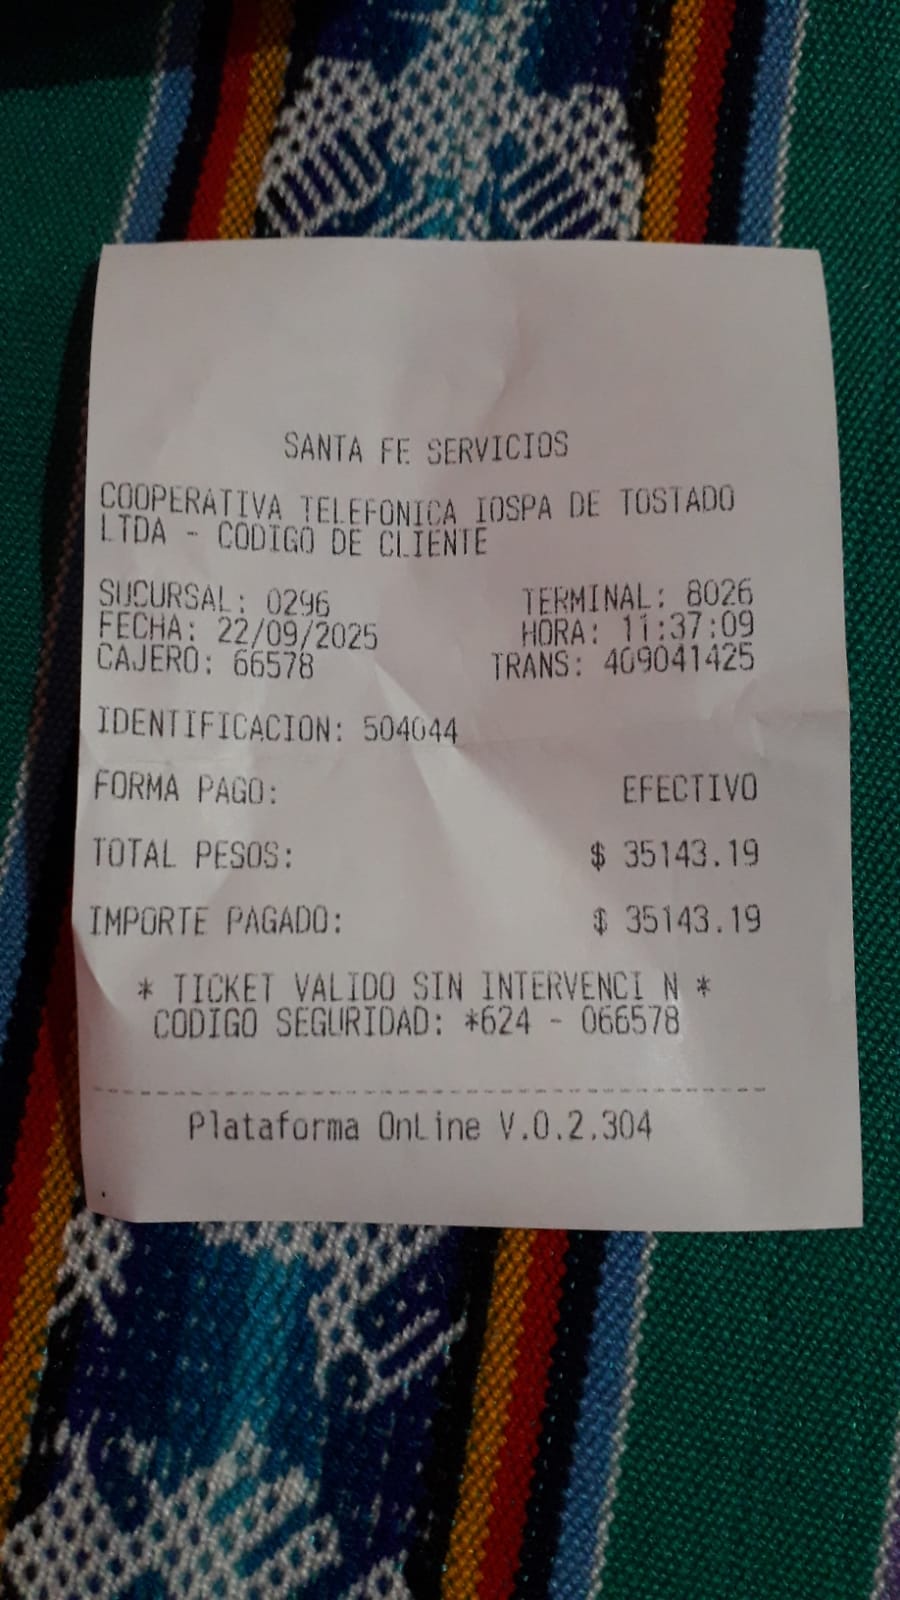 SANTA FE SERVICIOS
COOPERATIVA TELEFONICA IOSPA DE TOSTADO
LTDA - CODIGO DE CLIENTE
SUCURSAL: 0296 TERMINAL: 8026
FECHA: 22/09/2025 HORA: 11:37:09
CAJERO: 66578 TRANS: 409041425
IDENTIFICACION: 504044
FORMA PAGO: EFECTIVO
TOTAL PESOS: $ 35143.19
IMPORTE PAGADO: $ 35143.19
* TICKET VALIDO SIN INTERVENCI N *
CODIGO SEGURIDAD: *624 - 066578
Plataforma OnLine V.0.2.304